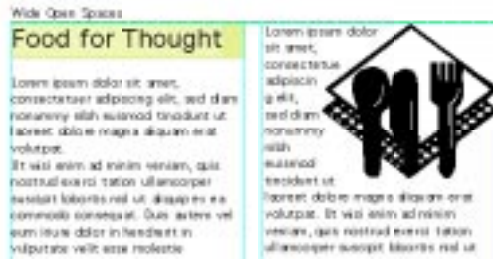 Wide Open Spaces
Food for Thought
Lorem ipsum dolor sit amet,
consectetuer adipiscing elit, sed diam
nonummy nibh euismod tincidunt ut
laoreet dolore magna aliquam erat
volutpat.
Ut wisi enim ad minim veniam, quis
nostrud exerci tation ullamcorper
suscipit lobortis nisl ut aliquip ex ea
commodo consequat. Duis autem vel
eum iriure dolor in hendrerit in
vulputate velit esse molestie
Lorem ipsum dolor
sit amet,
consectetue
adipiscin
g elit,
sed diam
nonummy
nibh
euismod
tincidunt ut
laoreet dolore magna aliquam erat
volutpat. Ut wisi enim ad minim
veniam, quis nostrud exerci tation
ullamcorper suscipit lobortis nisl ut